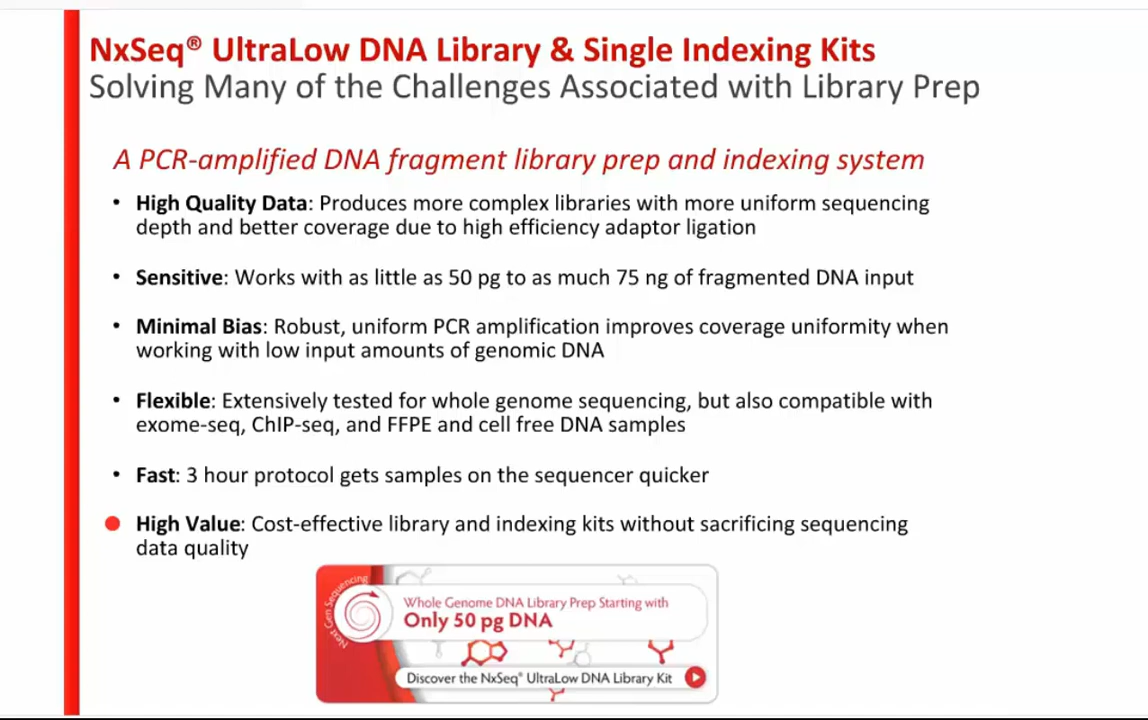 NxSeq® UltraLow DNA Library & Single Indexing Kits
Solving Many of the Challenges Associated with Library Prep
A PCR-amplified DNA fragment library prep and indexing system
• High Quality Data: Produces more complex libraries with more uniform sequencing
depth and better coverage due to high efficiency adaptor ligation
• Sensitive: Works with as little as 50 pg to as much 75 ng of fragmented DNA input
• Minimal Bias: Robust, uniform PCR amplification improves coverage uniformity when
working with low input amounts of genomic DNA
• Flexible: Extensively tested for whole genome sequencing, but also compatible with
exome-seq, ChIP-seq, and FFPE and cell free DNA samples
• Fast: 3 hour protocol gets samples on the sequencer quicker
High Value: Cost-effective library and indexing kits without sacrificing sequencing
data quality
Next Gen Sequencing
Whole Genome DNA Library Prep Starting with
Only 50 pg DNA
Discover the NxSeq® UltraLow DNA Library Kit